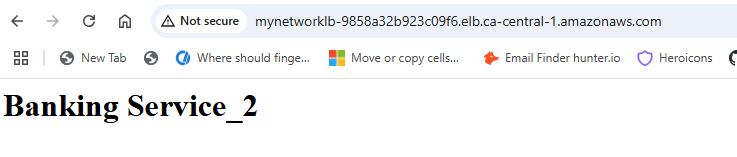 Not secure mynetworklb-9858a32b923c09f6.elb.ca-central-1.amazonaws.com
New Tab Where should finge... Move or copy cells... Email Finder hunter.io Heroicons
Banking Service_2